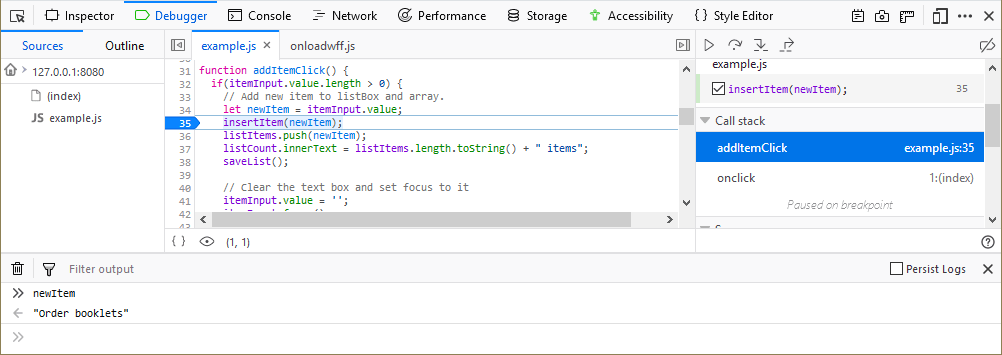 Inspector Debugger Console Network Performance Storage Accessibility {} Style Editor
Sources Outline example.js × onloadwff.js
127.0.0.1:8080
(index)
JS example.js
31 function addItemClick() {
32 if(itemInput.value.length > 0) {
33 // Add new item to listBox and array.
34 let newItem = itemInput.value;
35 insertItem(newItem);
36 listItems.push(newItem);
37 listCount.innerText = listItems.length.toString() + " items";
38 saveList();
39
40 // Clear the text box and set focus to it
41 itemInput.value = '';
42
43
{ } (1, 1)
example.js
insertItem(newItem); 35
Call stack
addItemClick example.js:35
onclick 1:(index)
Paused on breakpoint
Filter output Persist Logs
newItem
"Order booklets"